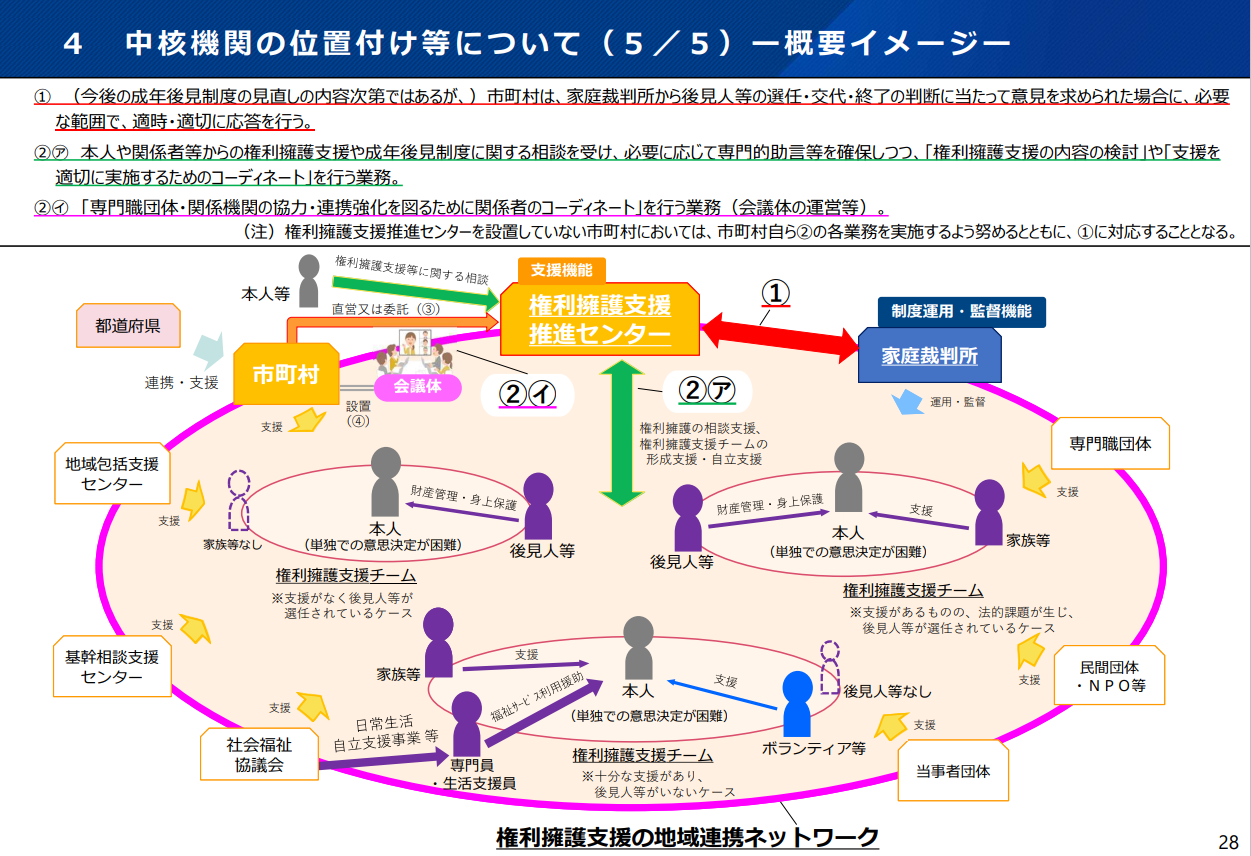 ４　中核機関の位置付け等について（５／５）ー概要イメージー
①　（今後の成年後見制度の見直しの内容次第ではあるが、）市町村は、家庭裁判所から後見人等の選任・交代・終了の判断に当たって意見を求められた場合に、必要
な範囲で、適時・適切に応答を行う。
②㋐　本人や関係者等からの権利擁護支援や成年後見制度に関する相談を受け、必要に応じて専門的助言等を確保しつつ、「権利擁護支援の内容の検討」や「支援を
適切に実施するためのコーディネート」を行う業務。
②㋑　「専門職団体・関係機関の協力・連携強化を図るために関係者のコーディネート」を行う業務（会議体の運営等）。
（注）権利擁護支援推進センターを設置していない市町村においては、市町村自ら②の各業務を実施するよう努めるとともに、①に対応することとなる。
本人等
権利擁護支援等に関する相談
直営又は委託（③）
支援機能
権利擁護支援
推進センター
①
制度運用・監督機能
家庭裁判所
運用・監督
都道府県
連携・支援
市町村
会議体
設置
（④）
②㋑
②㋐
権利擁護の相談支援、
権利擁護支援チームの
形成支援・自立支援
支援
地域包括支援
センター
支援
専門職団体
支援
家族等なし
財産管理・身上保護
本人
（単独での意思決定が困難）
後見人等
権利擁護支援チーム
※支援がなく後見人等が
選任されているケース
後見人等
財産管理・身上保護
本人
（単独での意思決定が困難）
支援
家族等
権利擁護支援チーム
※支援があるものの、法的課題が生じ、
後見人等が選任されているケース
支援
基幹相談支援
センター
民間団体
・ＮＰＯ等
支援
家族等
支援
本人
（単独での意思決定が困難）
福祉ｻｰﾋﾞｽ利用援助
支援
後見人等なし
ボランティア等
権利擁護支援チーム
※十分な支援があり、
後見人等がいないケース
支援
社会福祉
協議会
日常生活
自立支援事業 等
専門員
・生活支援員
支援
当事者団体
権利擁護支援の地域連携ネットワーク
28